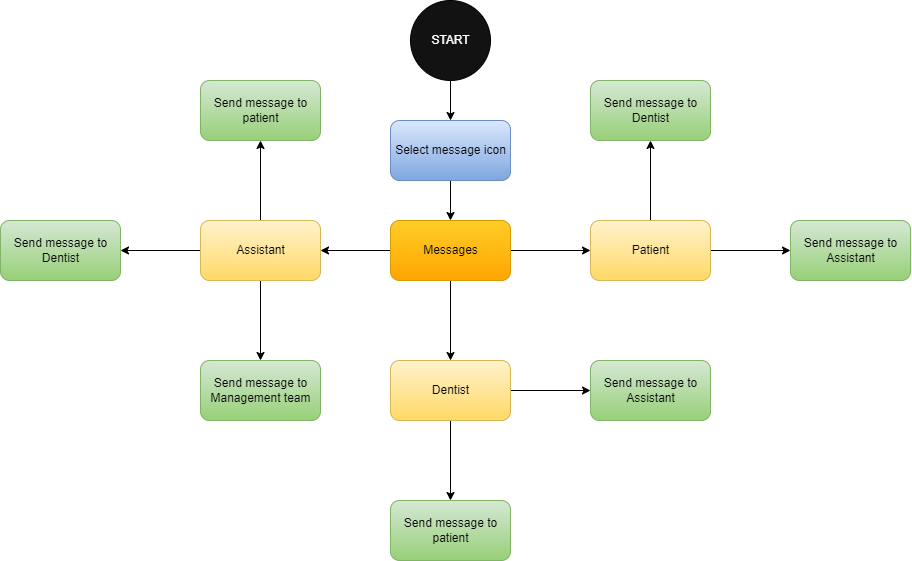 START
Send message to
patient
Send message to
Dentist
Select message icon
Send message to
Dentist
Assistant
Messages
Patient
Send message to
Assistant
Send message to
Management team
Dentist
Send message to
Assistant
Send message to
patient